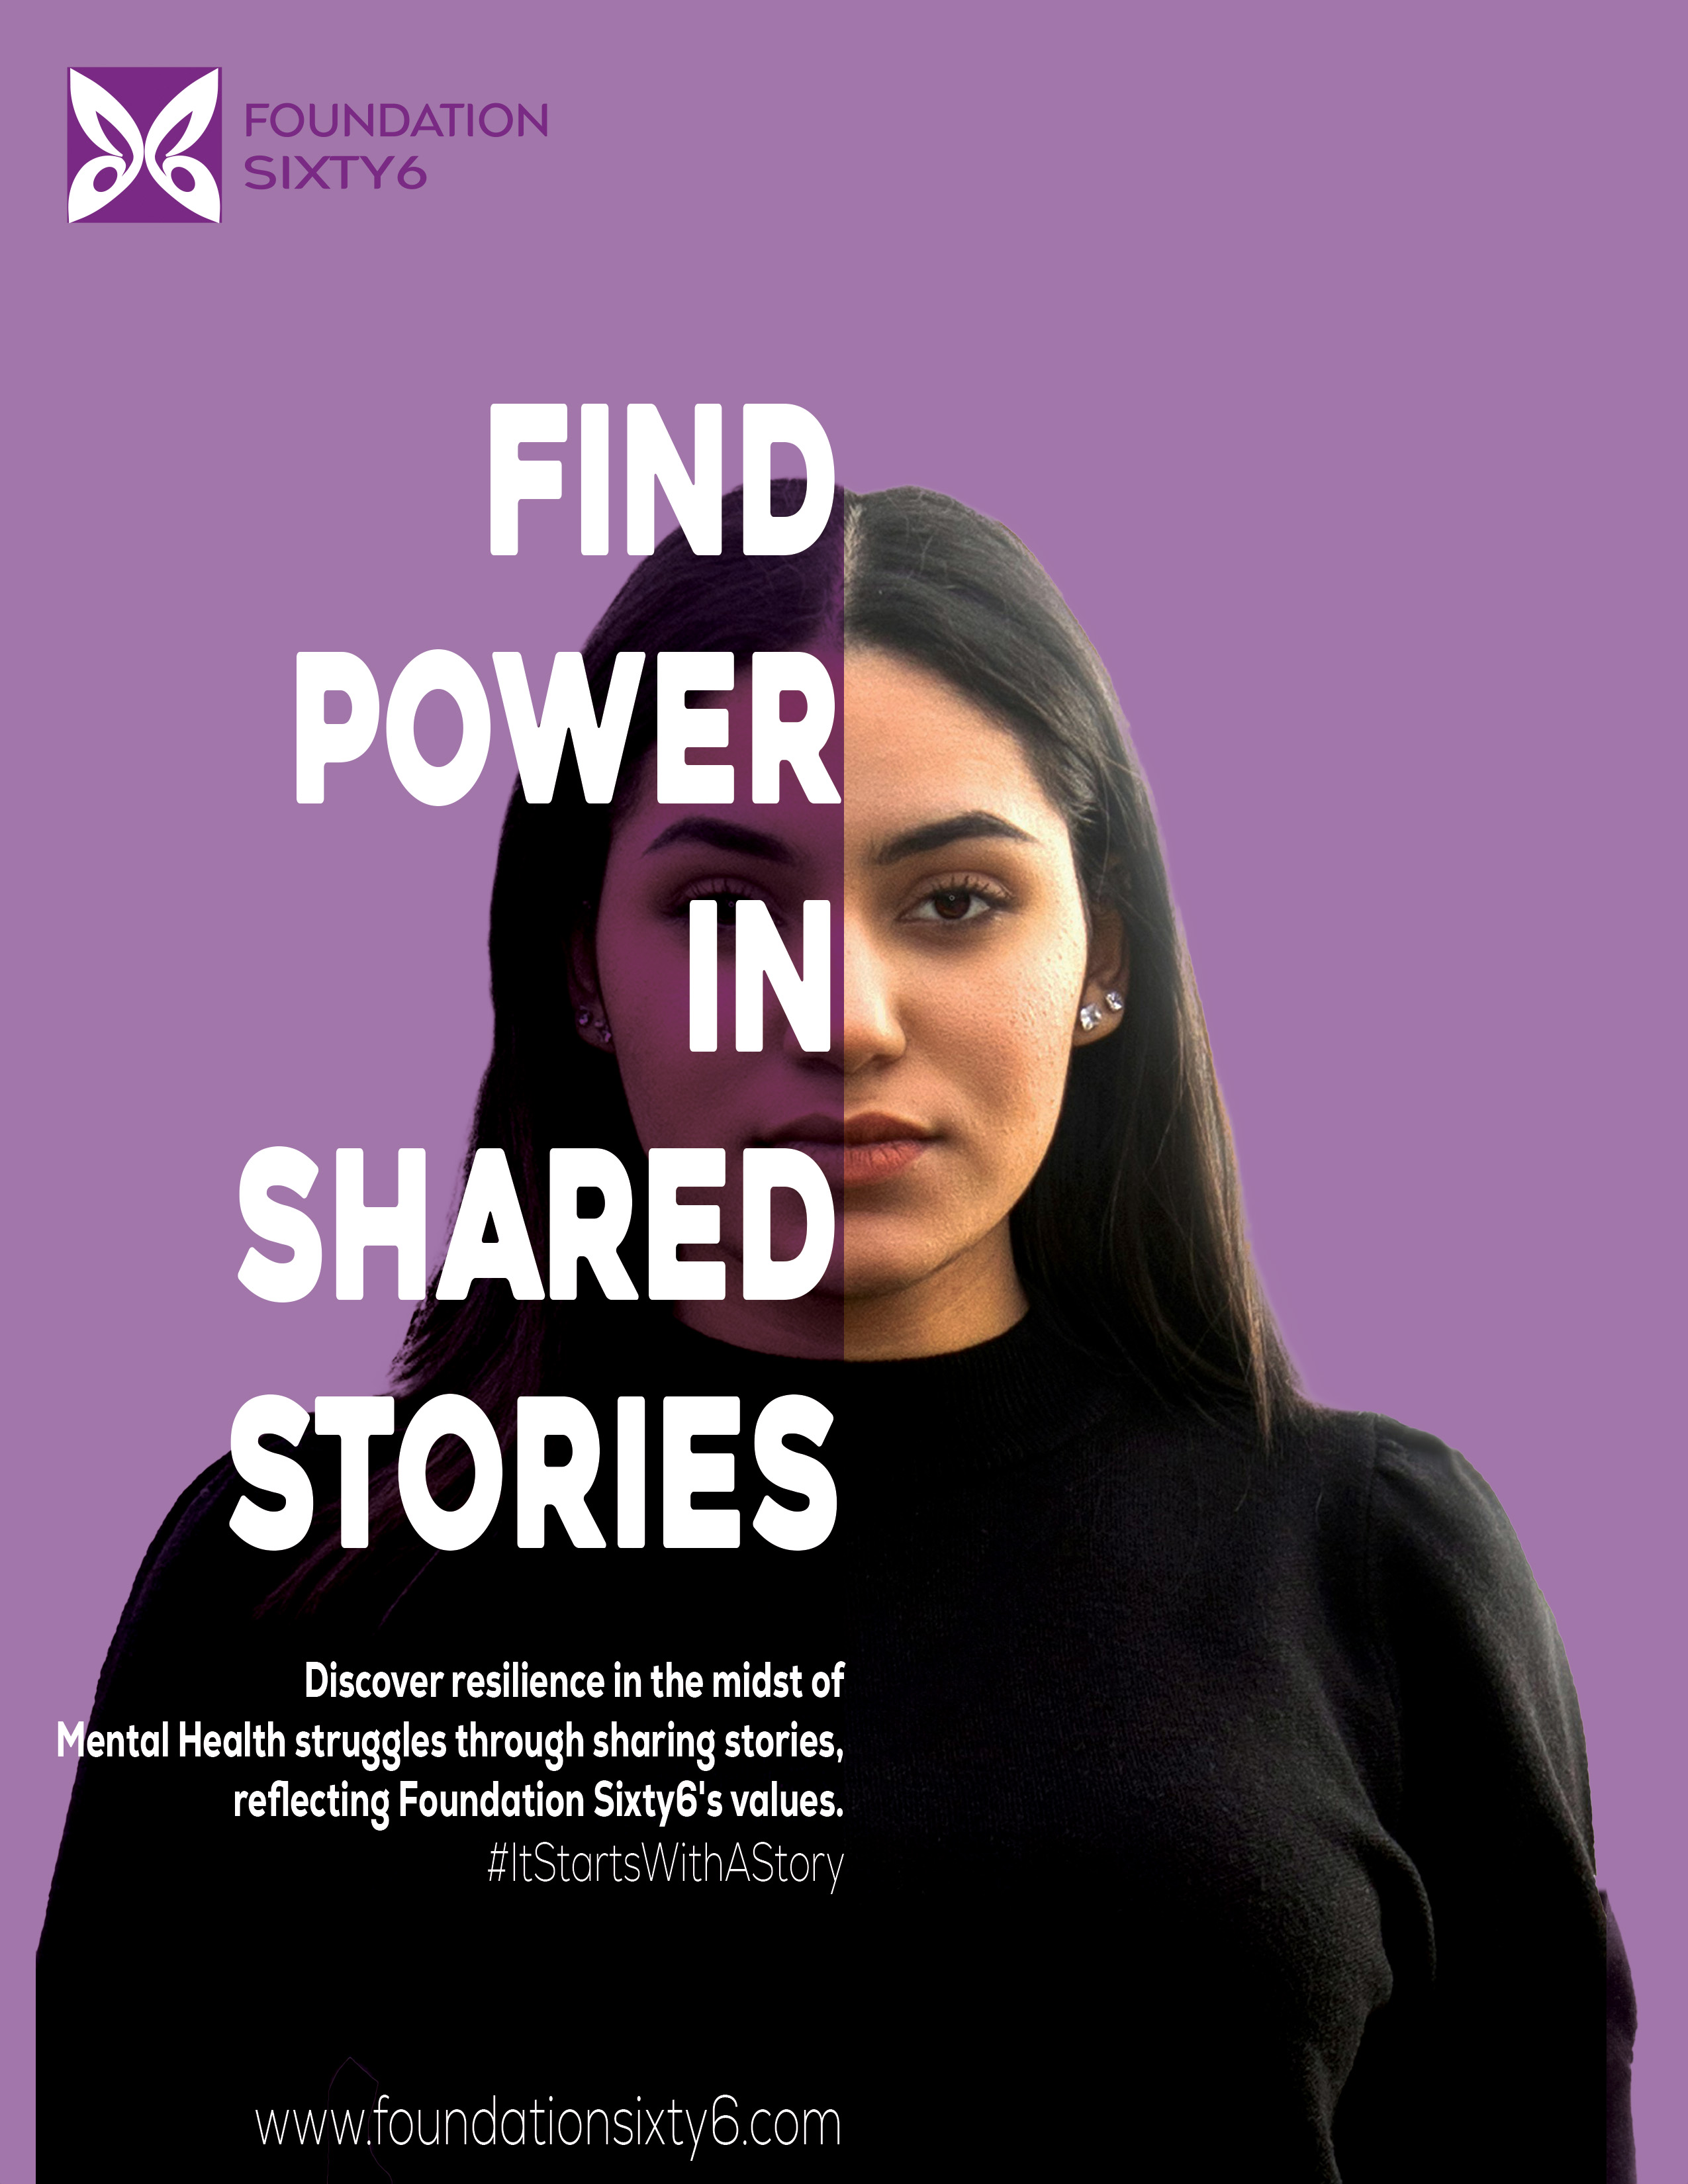 FOUNDATION
SIXTY6
FIND
POWER
IN
SHARED
STORIES
Discover resilience in the midst of
Mental Health struggles through sharing stories,
reflecting Foundation Sixty6's values.
#ItStartsWithAStory
www.foundationsixty6.com